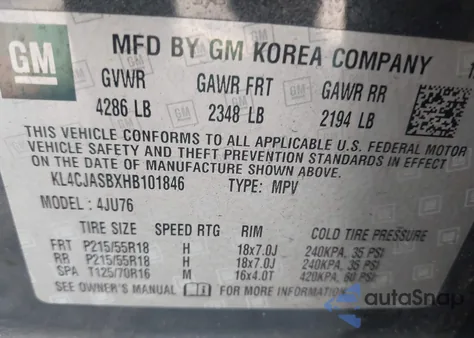 GM
MFD BY GM KOREA COMPANY
GVWR GAWR FRT GAWR RR
4286 LB 2348 LB 2194 LB
THIS VEHICLE CONFORMS TO ALL APPLICABLE U.S. FEDERAL MOTOR
VEHICLE SAFETY AND THEFT PREVENTION STANDARDS IN EFFECT
ON THE DATE OF MANUFACTURE SHOWN ABOVE.
KL4CJASBXHB101846 TYPE: MPV
MODEL: 4JU76
TIRE SIZE SPEED RTG RIM COLD TIRE PRESSURE
FRT P215/55R18 H 18x7.0J 240KPA, 35 PSI
RR P215/55R18 H 18x7.0J 240KPA, 35 PSI
SPA T125/70R16 M 16x4.0T 420KPA, 60 PSI
SEE OWNER'S MANUAL FOR MORE INFORMATION.
autoSnap